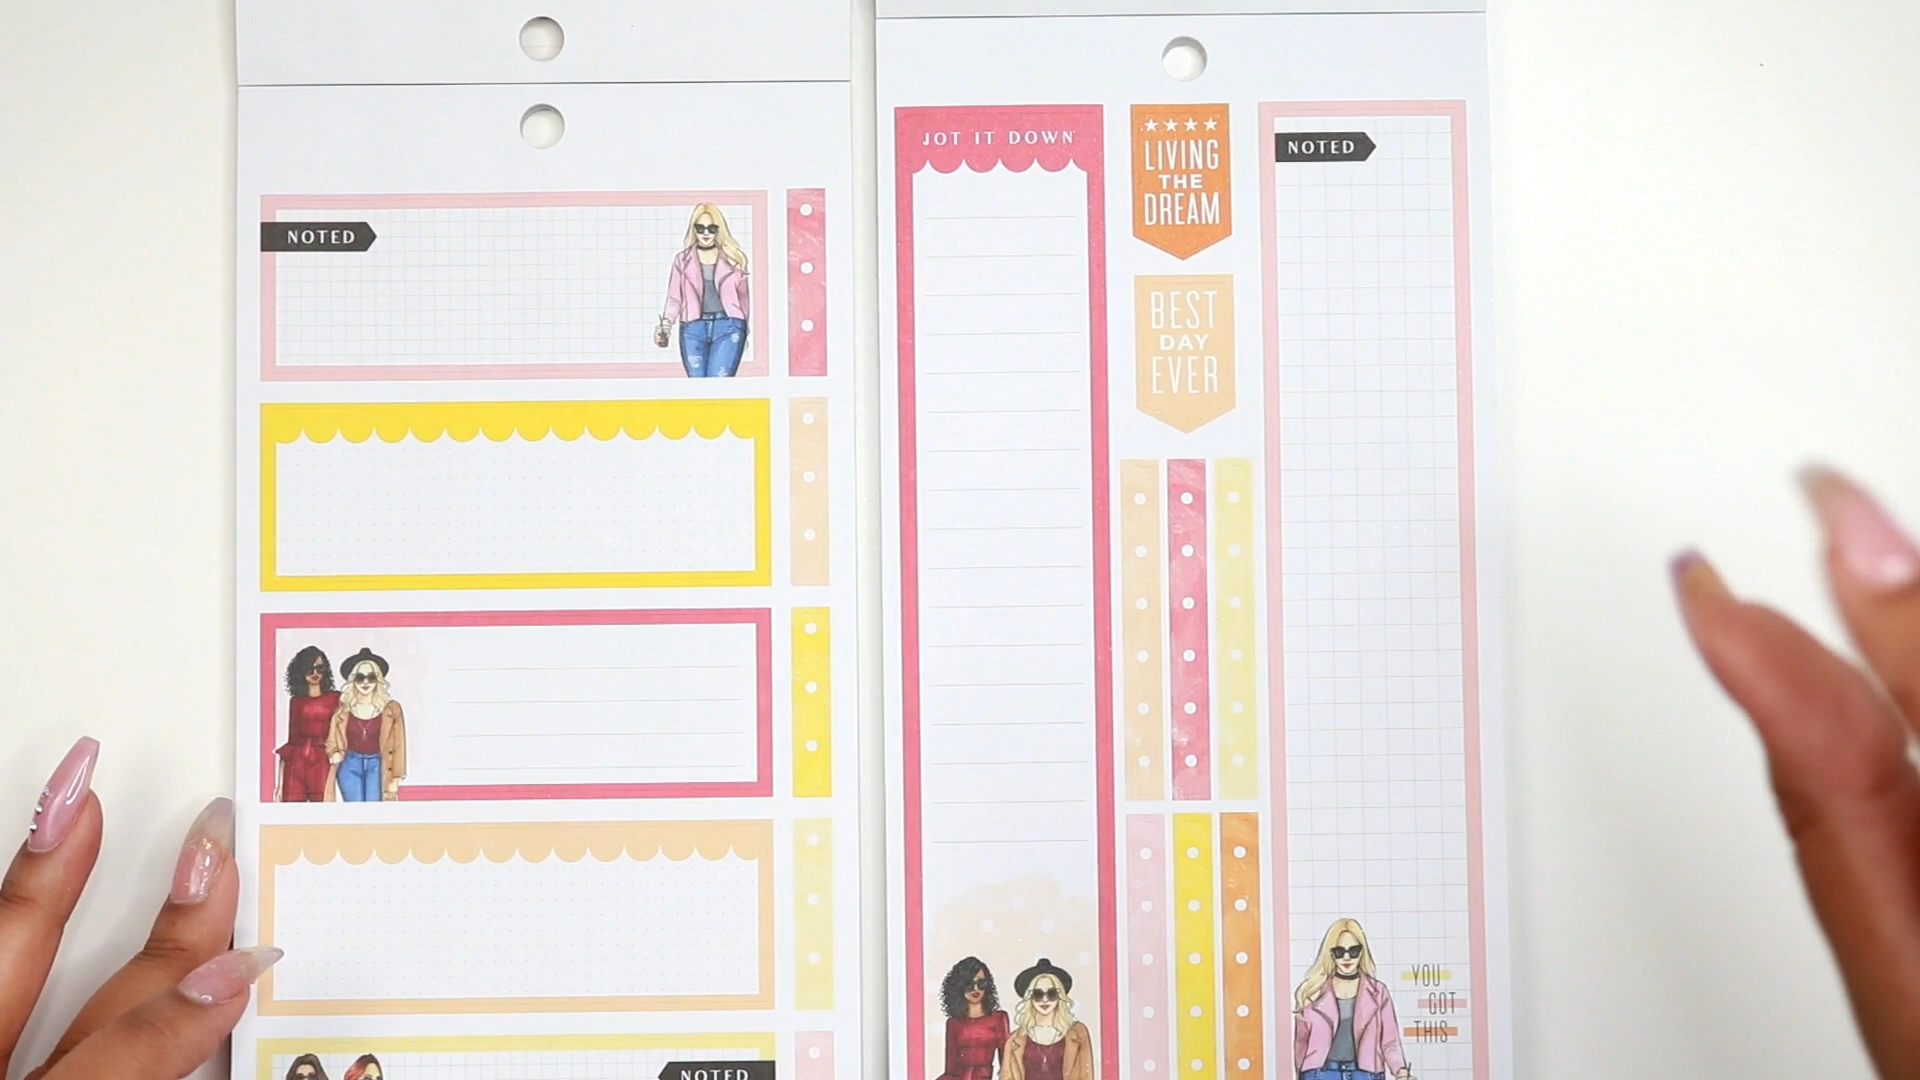 NOTED
NOTED
JOT IT DOWN
LIVING
THE
DREAM
BEST
DAY
EVER
NOTED
YOU
GOT
THIS